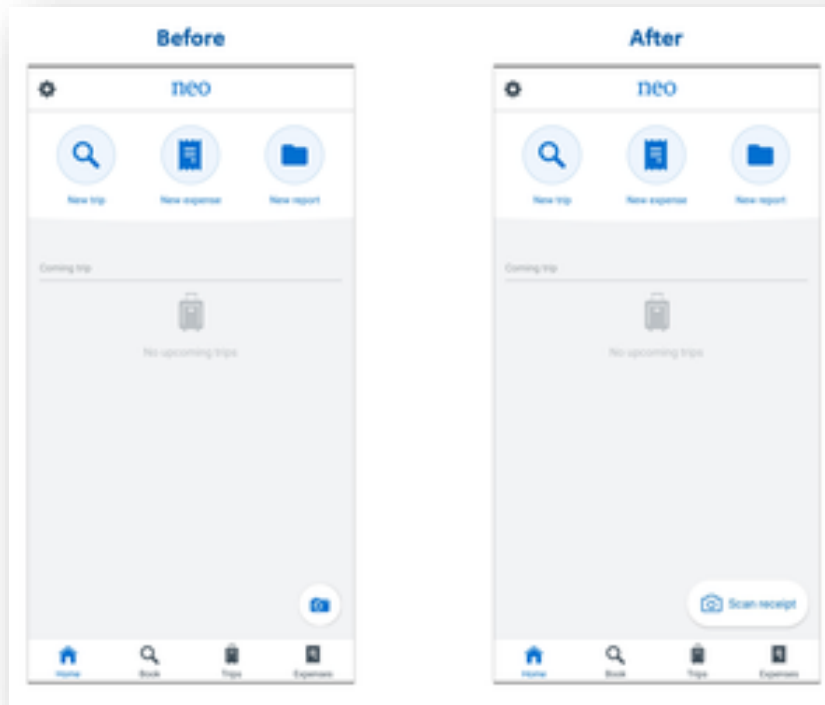 Before
neo
New trip New expense New report
Coming trip
No upcoming trips
Home Book Trips Expenses
After
neo
New trip New expense New report
Coming trip
No upcoming trips
Scan receipt
Home Book Trips Expenses